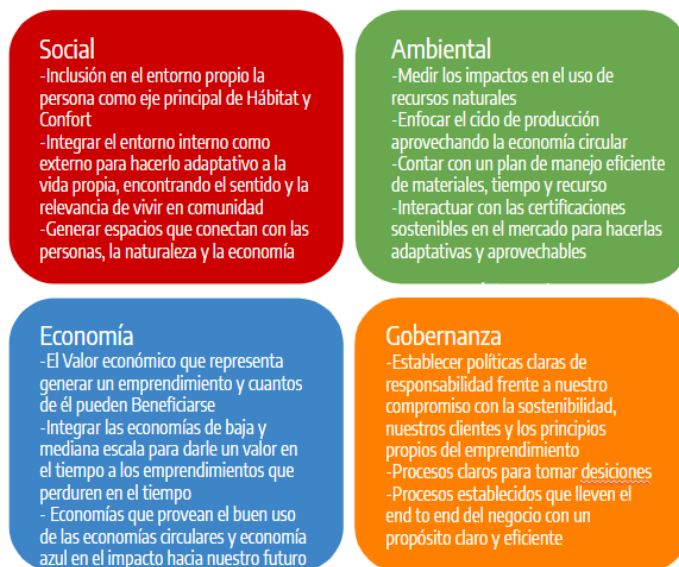 Social
-Inclusión en el entorno propio la
persona como eje principal de Hábitat y
Confort
-Integrar el entorno interno como
externo para hacerlo adaptativo a la
vida propia, encontrando el sentido y la
relevancia de vivir en comunidad
-Generar espacios que conectan con las
personas, la naturaleza y la economía
Ambiental
-Medir los impactos en el uso de
recursos naturales
-Enfocar el ciclo de producción
aprovechando la economía circular
-Contar con un plan de manejo eficiente
de materiales, tiempo y recurso
-Interactuar con las certificaciones
sostenibles en el mercado para hacerlas
adaptativas y aprovechables
Economía
-El Valor económico que representa
generar un emprendimiento y cuantos
de él pueden Beneficiarse
-Integrar las economías de baja y
mediana escala para darle un valor en
el tiempo a los emprendimientos que
perduren en el tiempo
- Economías que provean el buen uso
de las economías circulares y economía
azul en el impacto hacia nuestro futuro
Gobernanza
-Establecer políticas claras de
responsabilidad frente a nuestro
compromiso con la sostenibilidad,
nuestros clientes y los principios
propios del emprendimiento
-Procesos claros para tomar desiciones
-Procesos establecidos que lleven el
end to end del negocio con un
propósito claro y eficiente